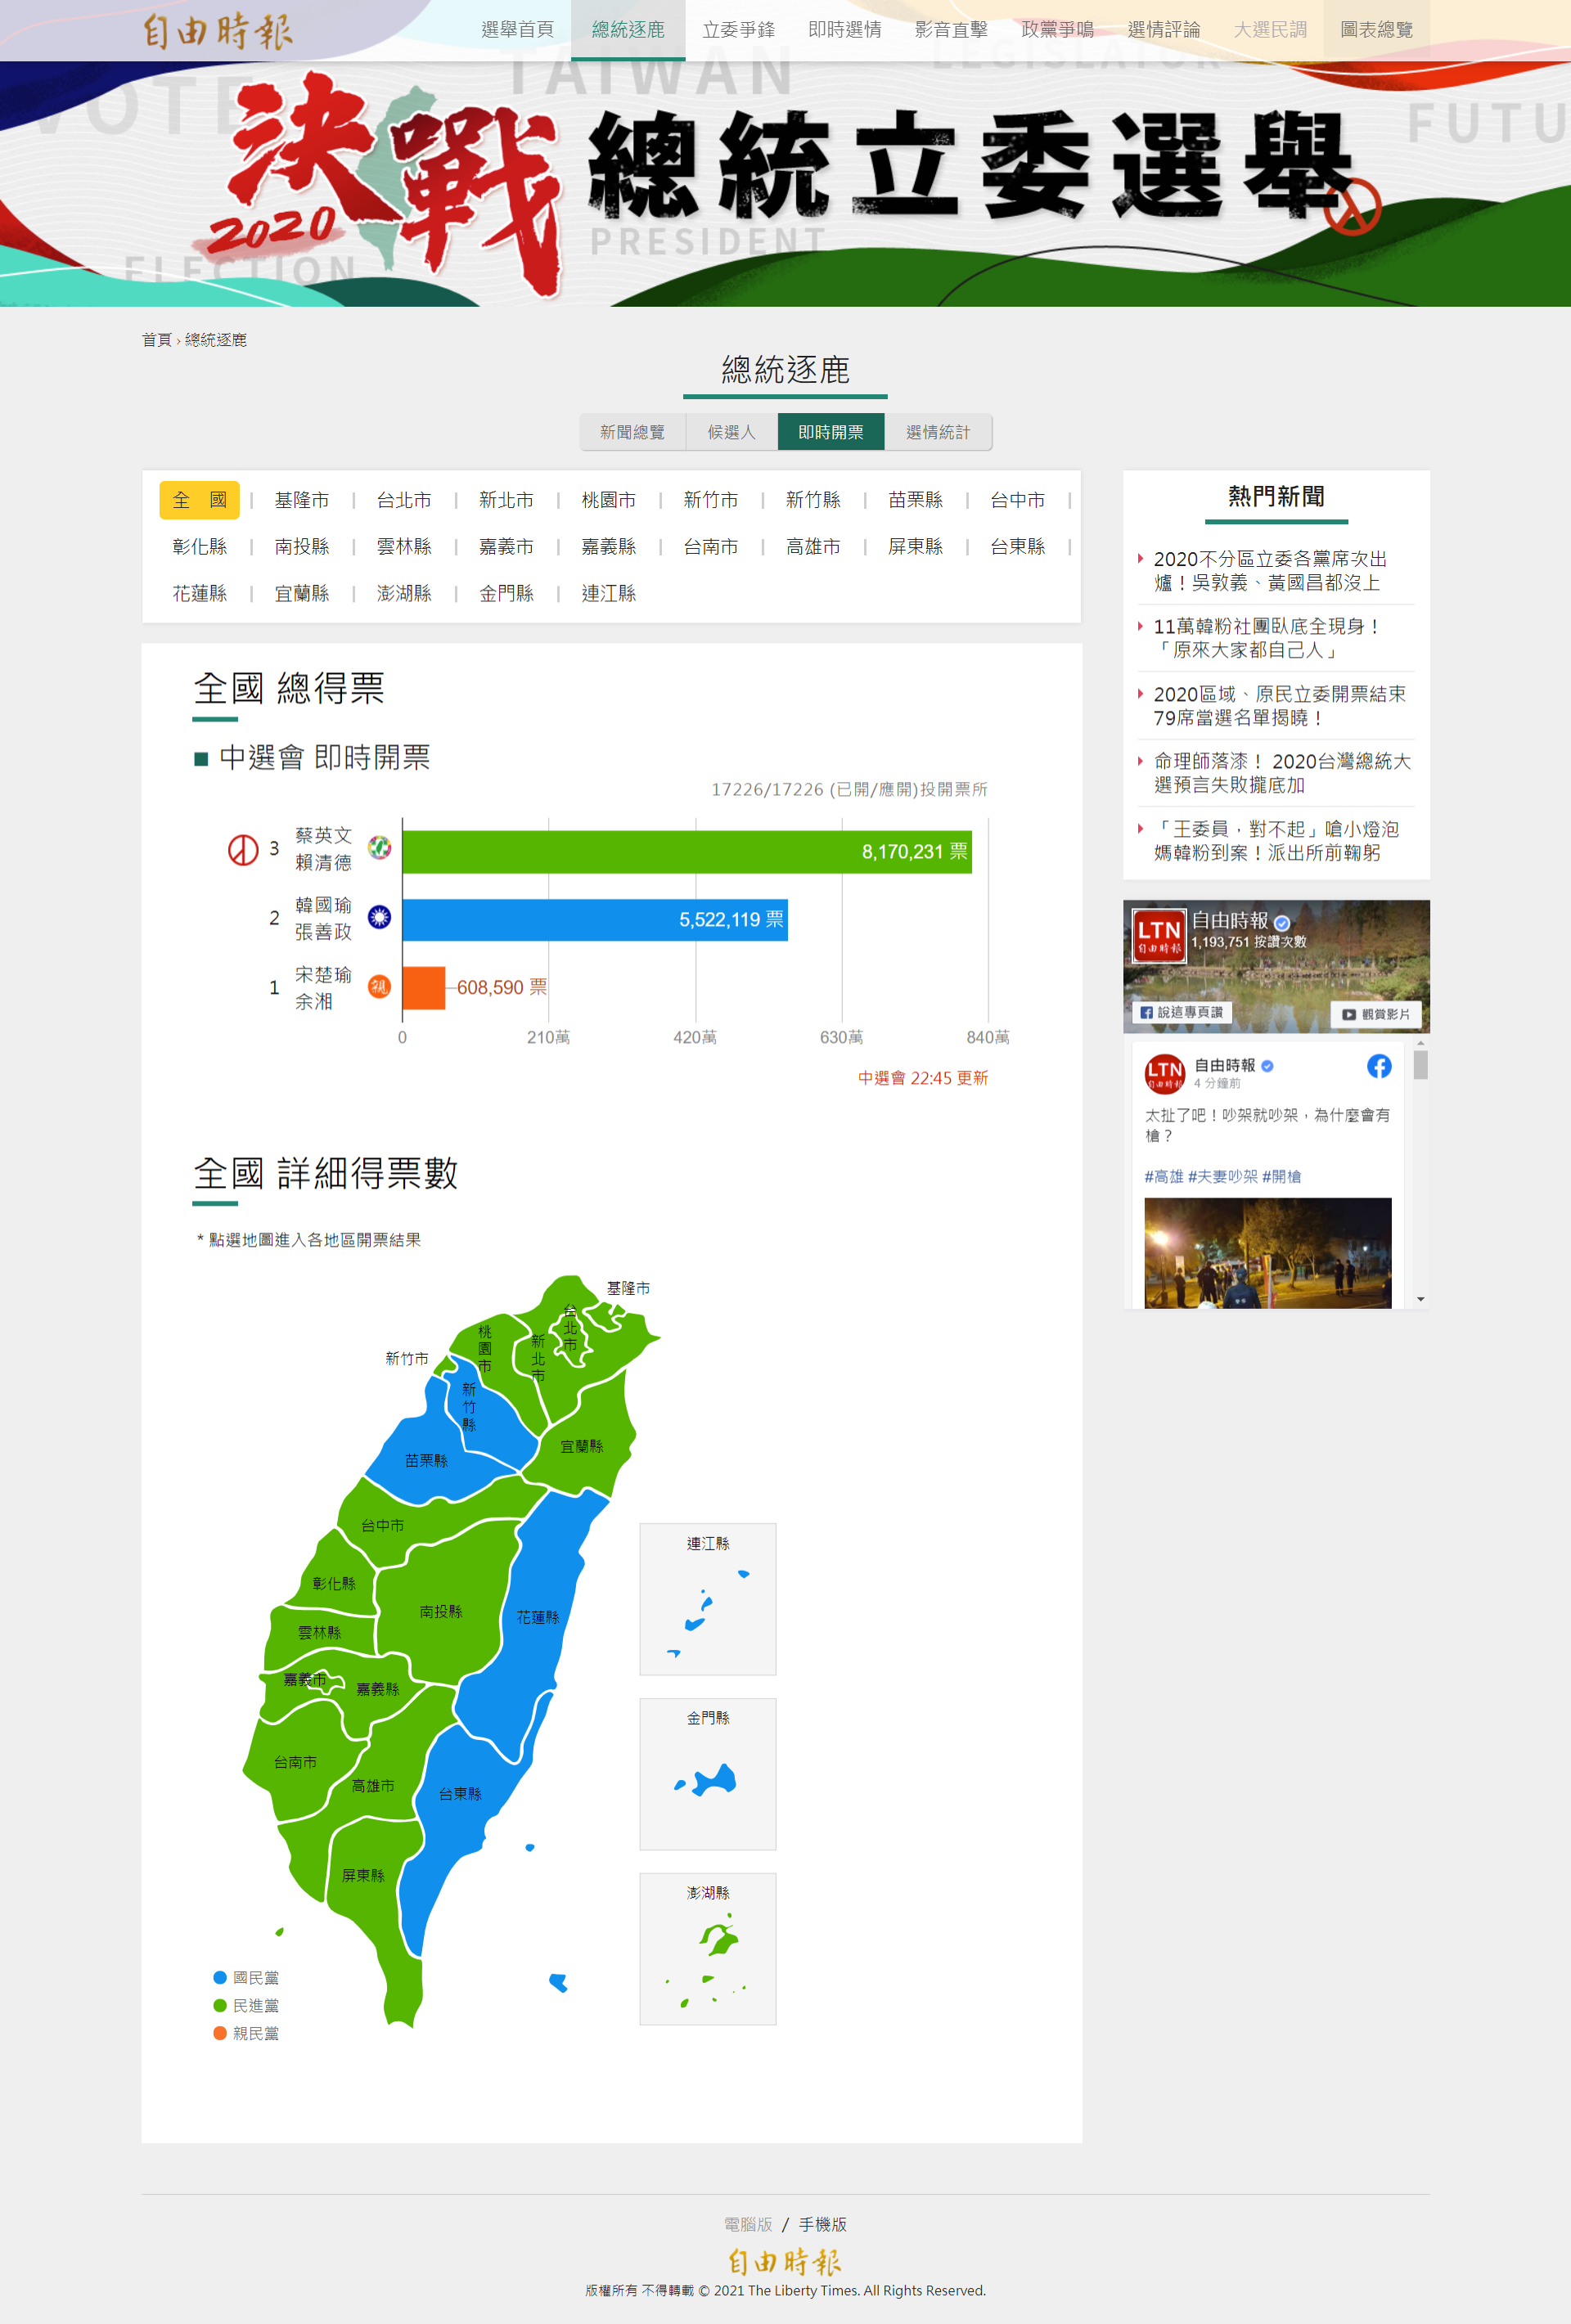 自由時報
選舉首頁 總統逐鹿 立委爭鋒 即時選情 影音直擊 政黨爭鳴 選情評論 大選民調 圖表總覽
VOTE TAIWAN LEGISLATOR FUTU
2020 決戰 總統立委選舉
ELECTION PRESIDENT
首頁 › 總統逐鹿
總統逐鹿
新聞總覽 候選人 即時開票 選情統計
全 國 | 基隆市 | 台北市 | 新北市 | 桃園市 | 新竹市 | 新竹縣 | 苗栗縣 | 台中市 |
彰化縣 | 南投縣 | 雲林縣 | 嘉義市 | 嘉義縣 | 台南市 | 高雄市 | 屏東縣 | 台東縣 |
花蓮縣 | 宜蘭縣 | 澎湖縣 | 金門縣 | 連江縣
全國 總得票
中選會 即時開票
17226/17226 (已開/應開)投開票所
3 蔡英文 賴清德 8,170,231 票
2 韓國瑜 張善政 5,522,119 票
1 宋楚瑜 余湘 親 608,590 票
0 210萬 420萬 630萬 840萬
中選會 22:45 更新
全國 詳細得票數
* 點選地圖進入各地區開票結果
基隆市
台北市
桃園市
新北市
新竹市
新竹縣
宜蘭縣
苗栗縣
台中市
連江縣
彰化縣
南投縣
花蓮縣
雲林縣
嘉義市
嘉義縣
金門縣
台南市
高雄市
台東縣
屏東縣
澎湖縣
國民黨
民進黨
親民黨
熱門新聞
2020不分區立委各黨席次出
爐！吳敦義、黃國昌都沒上
11萬韓粉社團臥底全現身！
「原來大家都自己人」
2020區域、原民立委開票結束
79席當選名單揭曉！
命理師落漆！ 2020台灣總統大
選預言失敗攏底加
「王委員，對不起」嗆小燈泡
媽韓粉到案！派出所前鞠躬
LTN 自由時報
自由時報
1,193,751 按讚次數
說這專頁讚 觀賞影片
LTN 自由時報
自由時報
4 分鐘前
太扯了吧！吵架就吵架，為什麼會有
槍？
#高雄 #夫妻吵架 #開槍
電腦版 / 手機版
自由時報
版權所有 不得轉載 © 2021 The Liberty Times. All Rights Reserved.